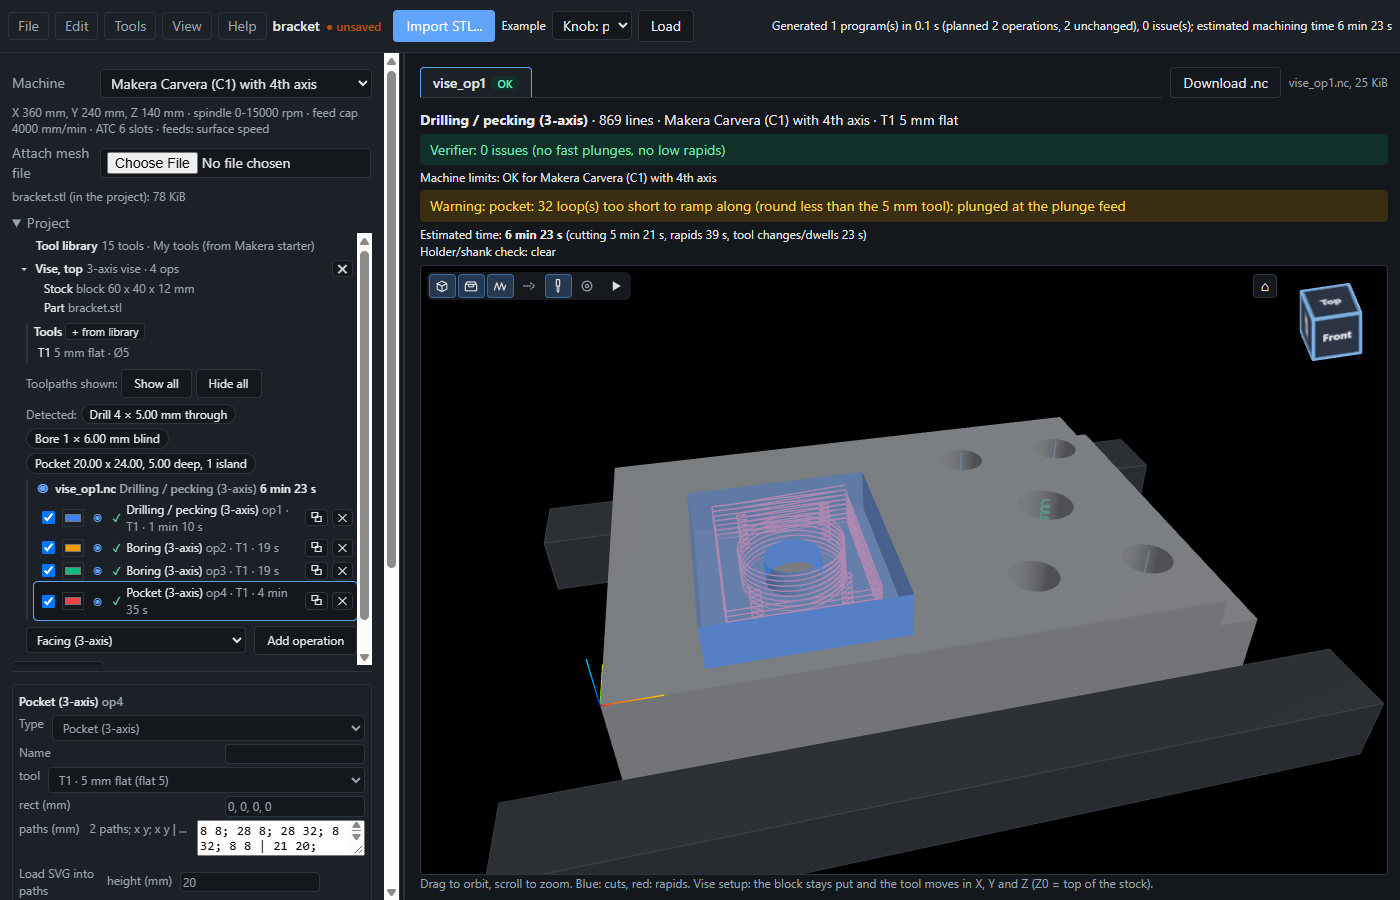 File Edit Tools View Help bracket ● unsaved Import STL... Example Knob: p Load Generated 1 program(s) in 0.1 s (planned 2 operations, 2 unchanged), 0 issue(s); estimated machining time 6 min 23 s
Machine Makera Carvera (C1) with 4th axis
X 360 mm, Y 240 mm, Z 140 mm · spindle 0-15000 rpm · feed cap
4000 mm/min · ATC 6 slots · feeds: surface speed
Attach mesh
file
Choose File No file chosen
bracket.stl (in the project): 78 KiB
Project
Tool library 15 tools · My tools (from Makera starter)
Vise, top 3-axis vise · 4 ops
Stock block 60 x 40 x 12 mm
Part bracket.stl
Tools + from library
T1 5 mm flat · Ø5
Toolpaths shown: Show all Hide all
Detected: Drill 4 × 5.00 mm through
Bore 1 × 6.00 mm blind
Pocket 20.00 x 24.00, 5.00 deep, 1 island
vise_op1.nc Drilling / pecking (3-axis) 6 min 23 s
Drilling / pecking (3-axis) op1 ·
T1 · 1 min 10 s
Boring (3-axis) op2 · T1 · 19 s
Boring (3-axis) op3 · T1 · 19 s
Pocket (3-axis) op4 · T1 · 4 min
35 s
Facing (3-axis) Add operation
Pocket (3-axis) op4
Type Pocket (3-axis)
Name
tool T1 · 5 mm flat (flat 5)
rect (mm) 0, 0, 0, 0
paths (mm) 2 paths; x y; x y | ...
8 8; 28 8; 28 32; 8
32; 8 8 | 21 20;
Load SVG into
paths
height (mm) 20
vise_op1 OK
Download .nc vise_op1.nc, 25 KiB
Drilling / pecking (3-axis) · 869 lines · Makera Carvera (C1) with 4th axis · T1 5 mm flat
Verifier: 0 issues (no fast plunges, no low rapids)
Machine limits: OK for Makera Carvera (C1) with 4th axis
Warning: pocket: 32 loop(s) too short to ramp along (round less than the 5 mm tool): plunged at the plunge feed
Estimated time: 6 min 23 s (cutting 5 min 21 s, rapids 39 s, tool changes/dwells 23 s)
Holder/shank check: clear
Top
Front
Drag to orbit, scroll to zoom. Blue: cuts, red: rapids. Vise setup: the block stays put and the tool moves in X, Y and Z (Z0 = top of the stock).